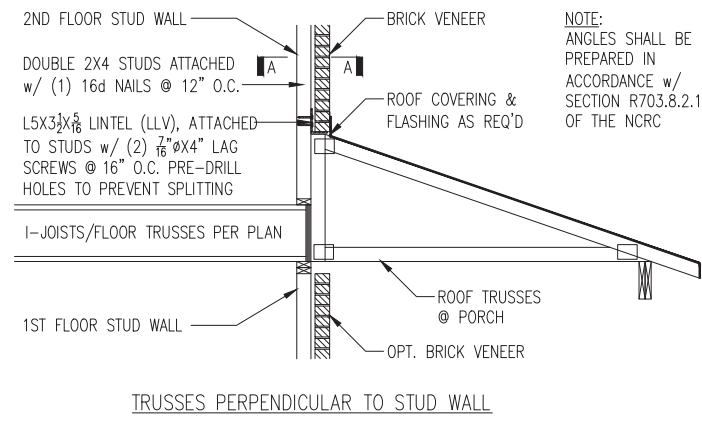 2ND FLOOR STUD WALL
DOUBLE 2X4 STUDS ATTACHED
w/ (1) 16d NAILS @ 12" O.C.
L5X3½X5/16 LINTEL (LLV), ATTACHED
TO STUDS w/ (2) 7/16"øX4" LAG
SCREWS @ 16" O.C. PRE-DRILL
HOLES TO PREVENT SPLITTING
I-JOISTS/FLOOR TRUSSES PER PLAN
1ST FLOOR STUD WALL
A
A
BRICK VENEER
ROOF COVERING &
FLASHING AS REQ'D
ROOF TRUSSES
@ PORCH
OPT. BRICK VENEER
NOTE:
ANGLES SHALL BE
PREPARED IN
ACCORDANCE w/
SECTION R703.8.2.1
OF THE NCRC
TRUSSES PERPENDICULAR TO STUD WALL